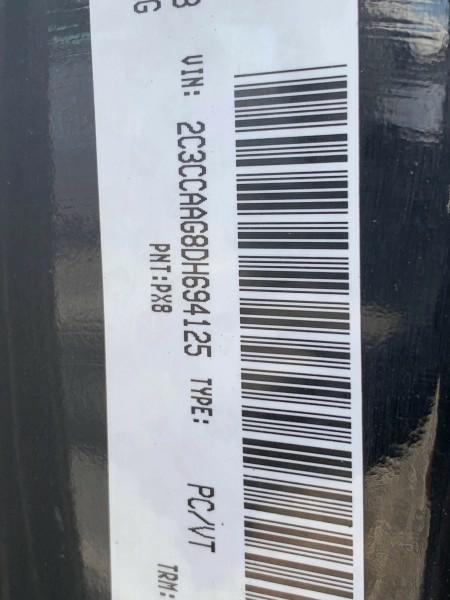 B
G
VIN: 2C3CCAAG8DH694125 TYPE: PC/VT
PNT:PX8 TRM: